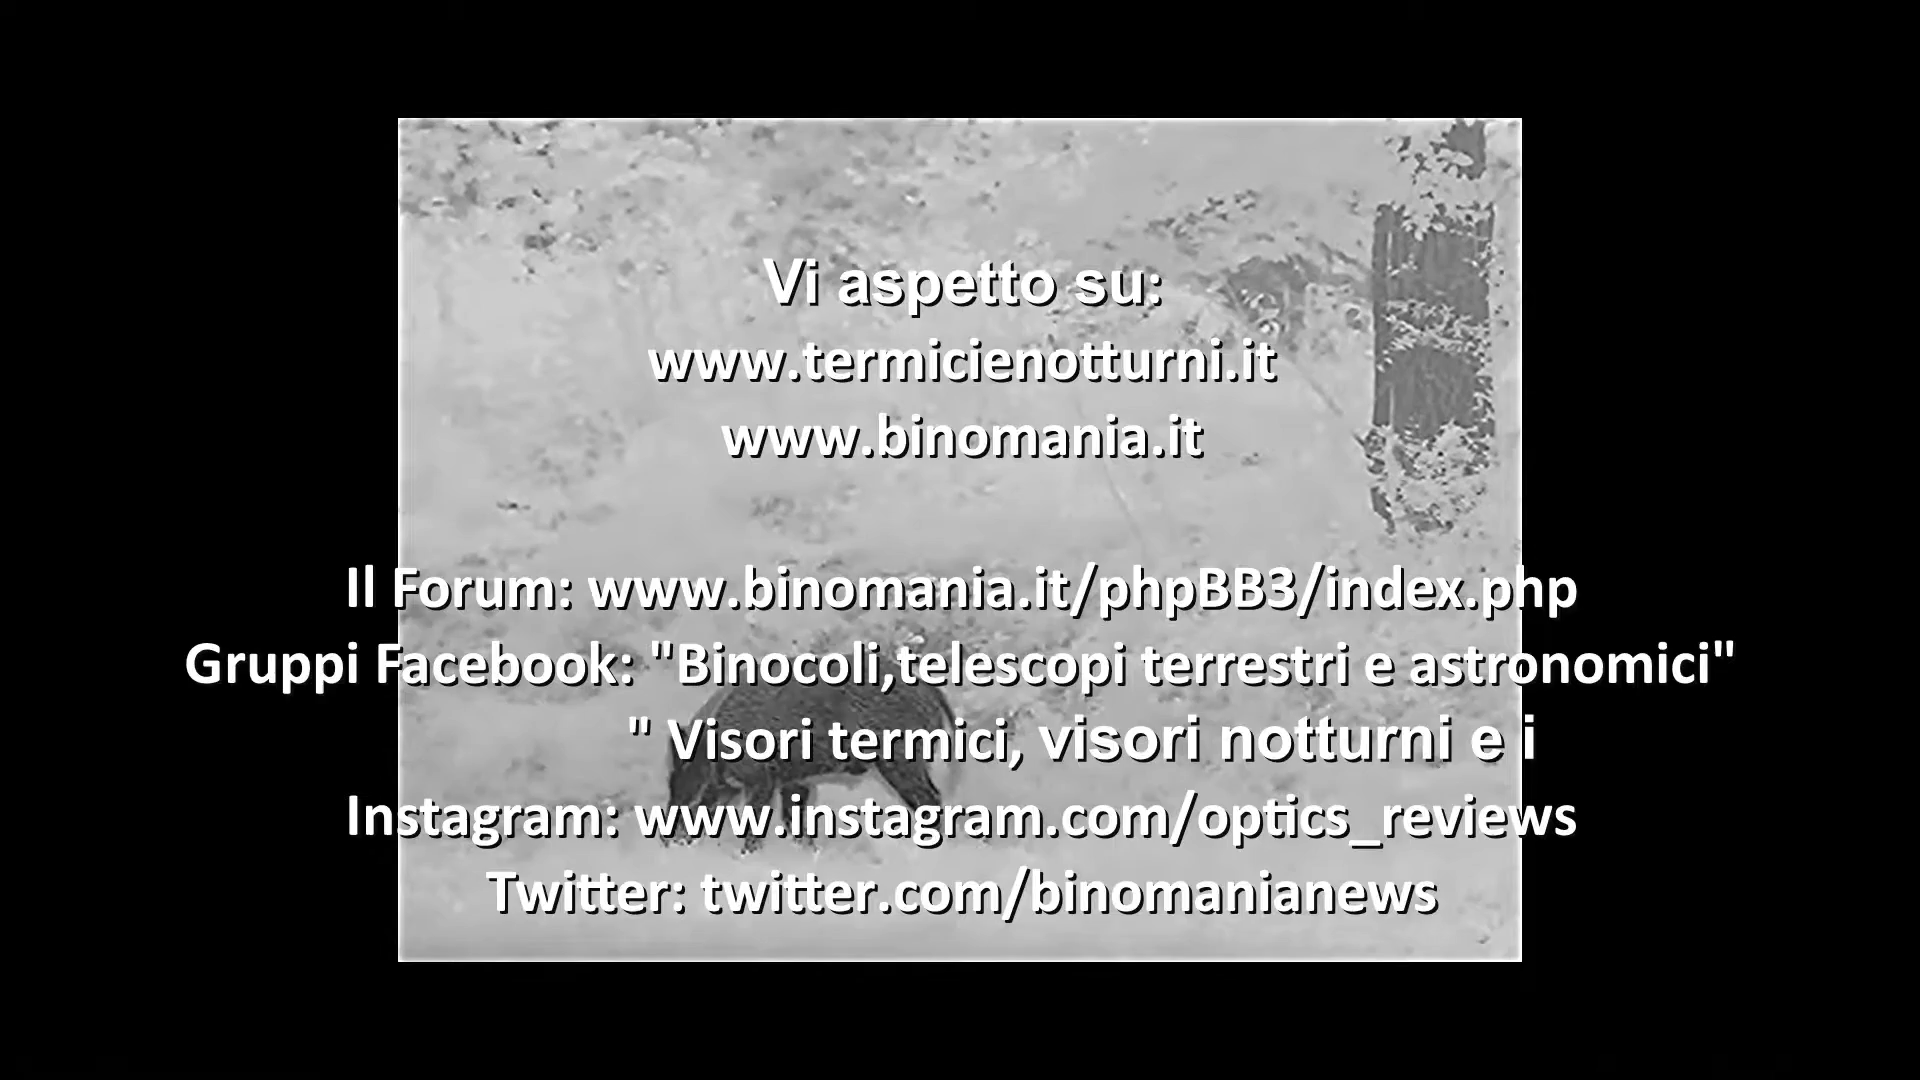 Vi aspetto su:
www.termicienotturni.it
www.binomania.it
Il Forum: www.binomania.it/phpBB3/index.php
Gruppi Facebook: "Binocoli,telescopi terrestri e astronomici"
" Visori termici, visori notturni e i
Instagram: www.instagram.com/optics_reviews
Twitter: twitter.com/binomanianews